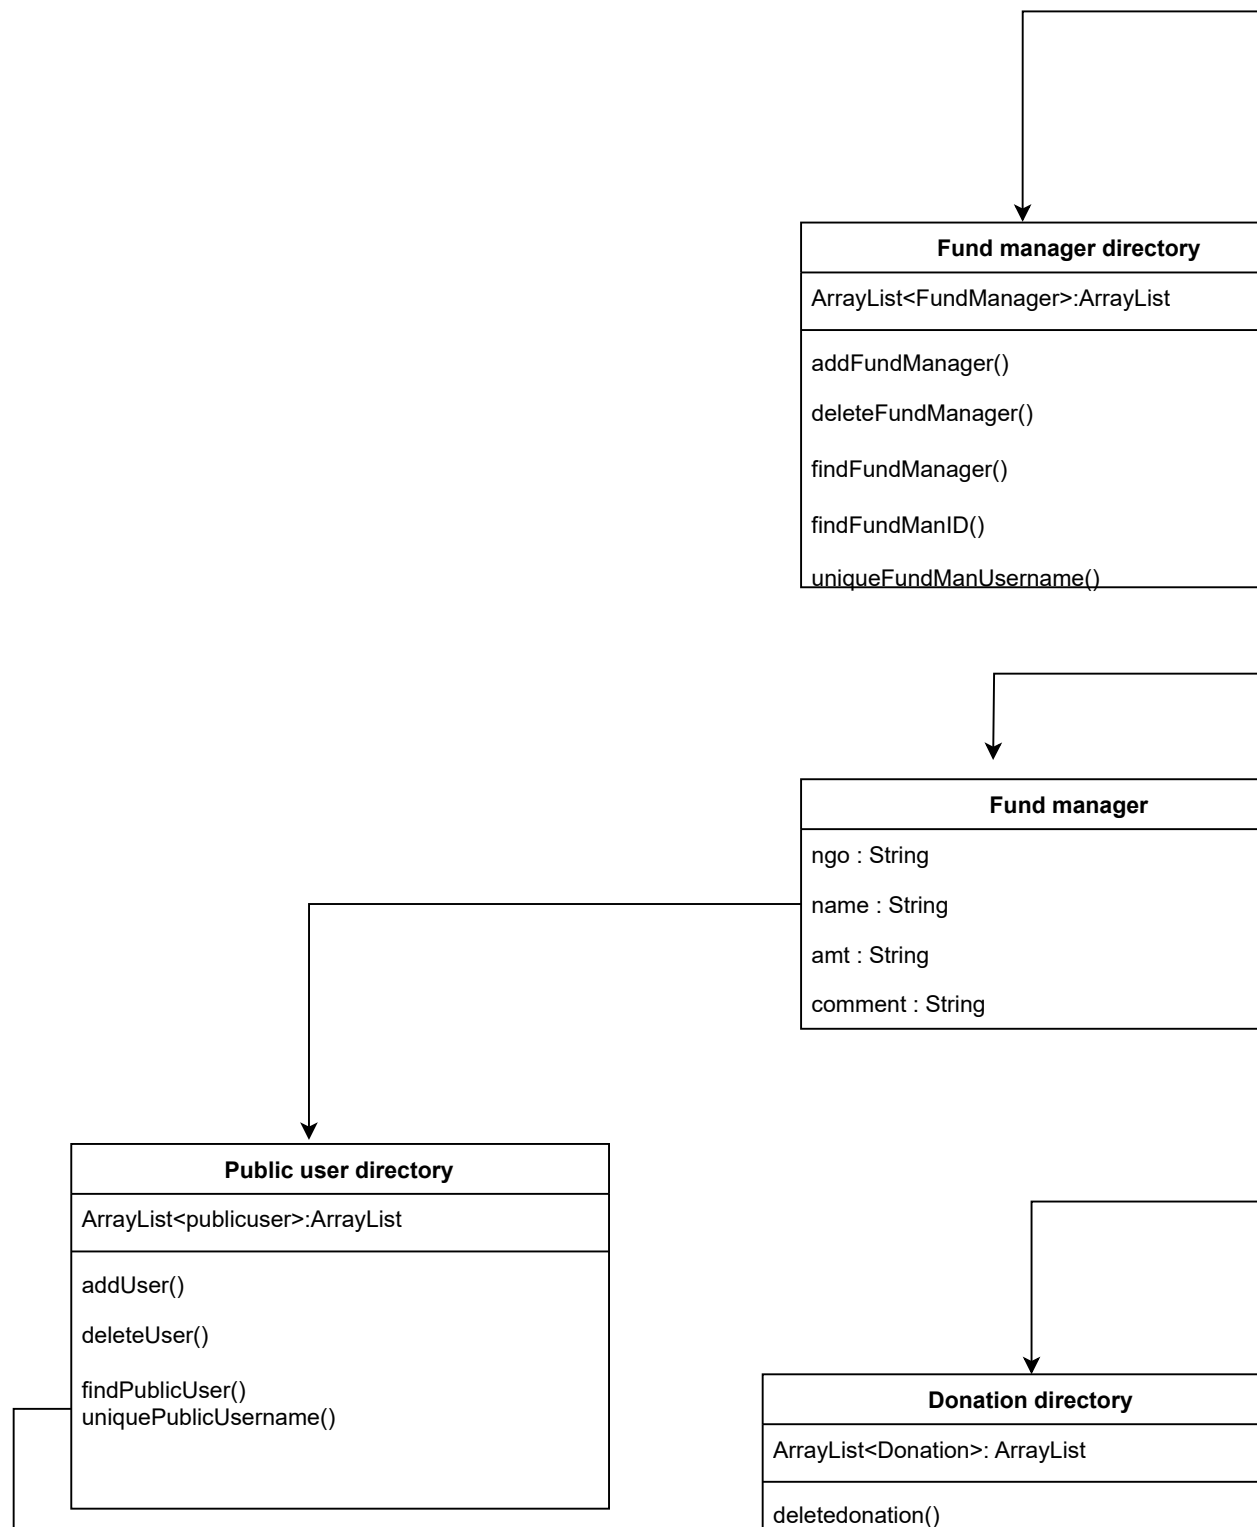 Fund manager directory
ArrayList<FundManager>:ArrayList
addFundManager()
deleteFundManager()
findFundManager()
findFundManID()
uniqueFundManUsername()
Fund manager
ngo : String
name : String
amt : String
comment : String
Public user directory
ArrayList<publicuser>:ArrayList
addUser()
deleteUser()
findPublicUser()
uniquePublicUsername()
Donation directory
ArrayList<Donation>: ArrayList
deletedonation()